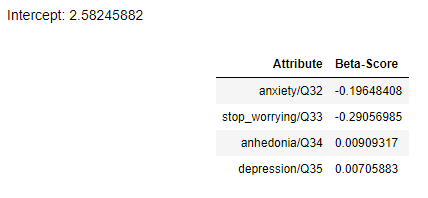 Intercept: 2.58245882
Attribute Beta-Score
anxiety/Q32 -0.19648408
stop_worrying/Q33 -0.29056985
anhedonia/Q34 0.00909317
depression/Q35 0.00705883